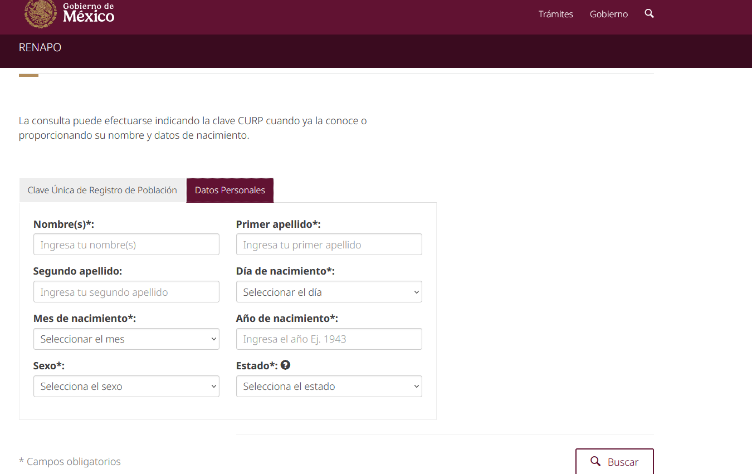 Gobierno de
México
Trámites Gobierno
RENAPO
La consulta puede efectuarse indicando la clave CURP cuando ya la conoce o
proporcionando su nombre y datos de nacimiento.
Clave Única de Registro de Población Datos Personales
Nombre(s)*: Primer apellido*:
Ingresa tu nombre(s) Ingresa tu primer apellido
Segundo apellido: Día de nacimiento*:
Ingresa tu segundo apellido Seleccionar el día
Mes de nacimiento*: Año de nacimiento*:
Seleccionar el mes Ingresa el año Ej. 1943
Sexo*: Estado*: ?
Selecciona el sexo Selecciona el estado
* Campos obligatorios Buscar